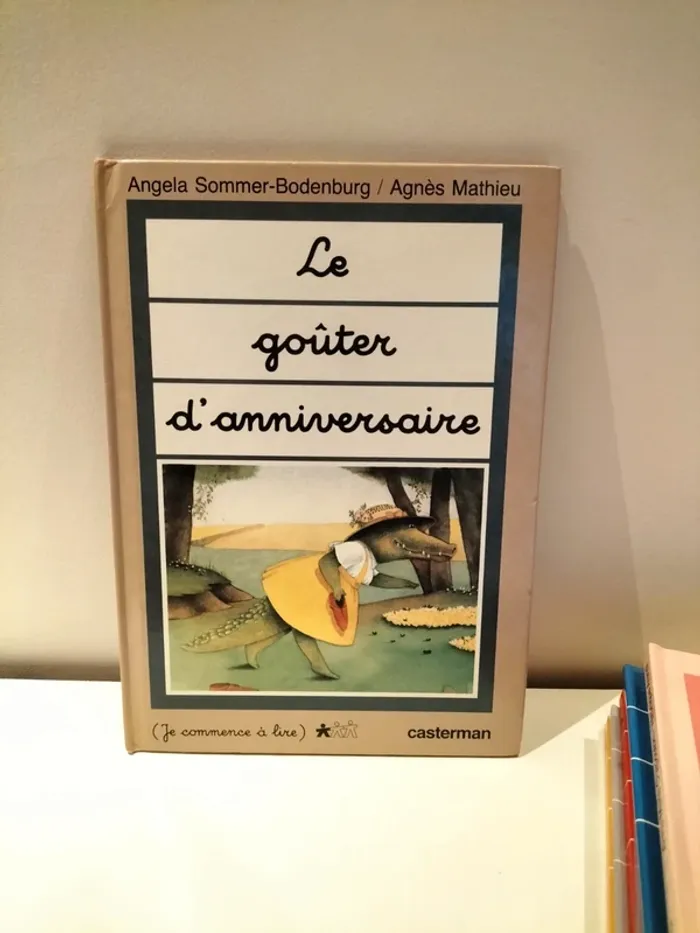 Angela Sommer-Bodenburg / Agnès Mathieu
Le
goûter
d'anniversaire
(Je commence à lire)
casterman